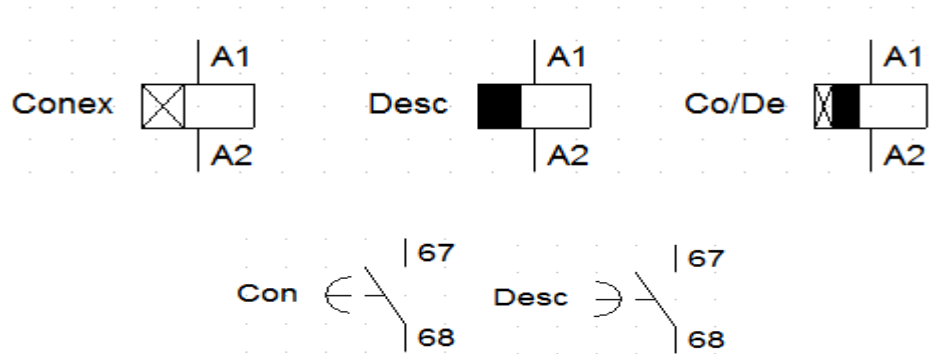 A1 A1 A1
Conex Desc Co/De
A2 A2 A2
67 67
Con Desc
68 68